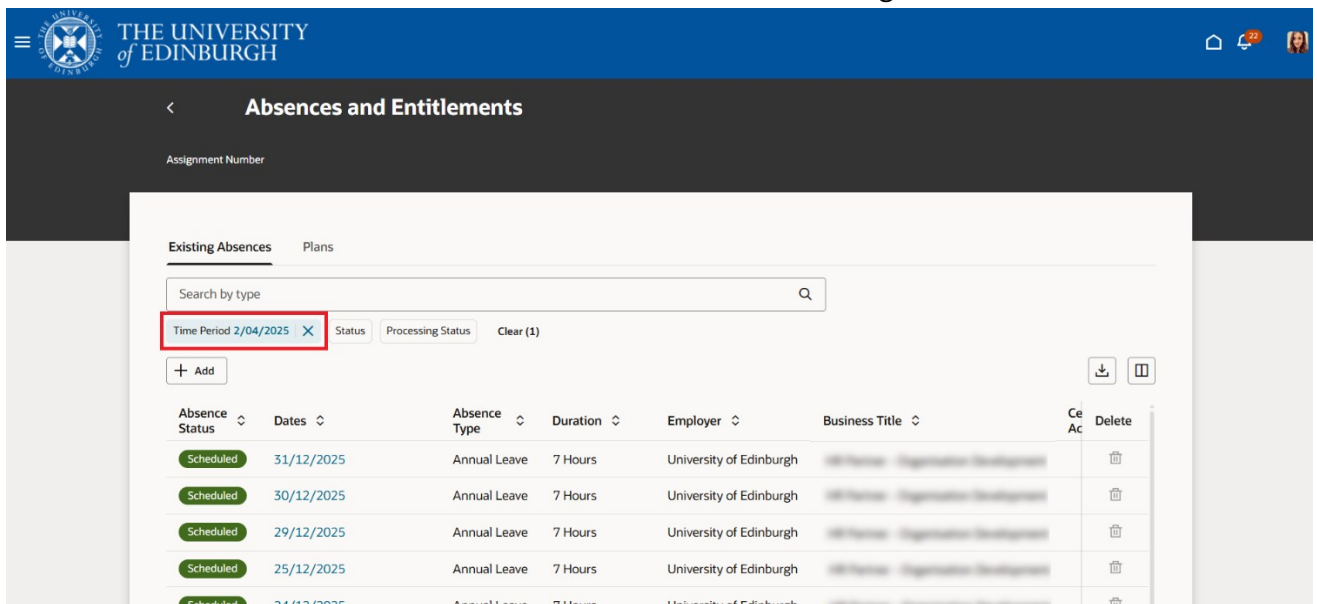 THE UNIVERSITY
of EDINBURGH
22
Absences and Entitlements
Assignment Number
Existing Absences Plans
Search by type
Time Period 2/04/2025 Status Processing Status Clear (1)
+ Add
Absence Status Dates Absence Type Duration Employer Business Title Ce Ac Delete
Scheduled 31/12/2025 Annual Leave 7 Hours University of Edinburgh
Scheduled 30/12/2025 Annual Leave 7 Hours University of Edinburgh
Scheduled 29/12/2025 Annual Leave 7 Hours University of Edinburgh
Scheduled 25/12/2025 Annual Leave 7 Hours University of Edinburgh